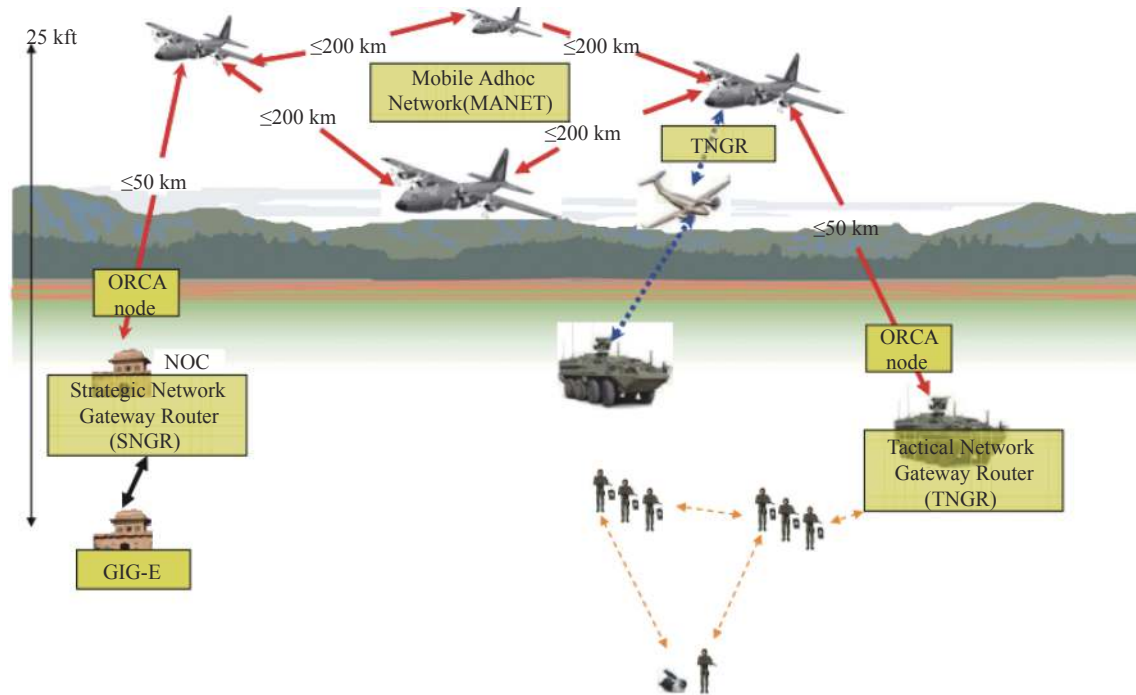 25 kft
≤200 km
≤200 km
Mobile Adhoc
Network(MANET)
≤200 km
≤200 km
TNGR
≤50 km
≤50 km
ORCA
node
ORCA
node
NOC
Strategic Network
Gateway Router
(SNGR)
Tactical Network
Gateway Router
(TNGR)
GIG-E